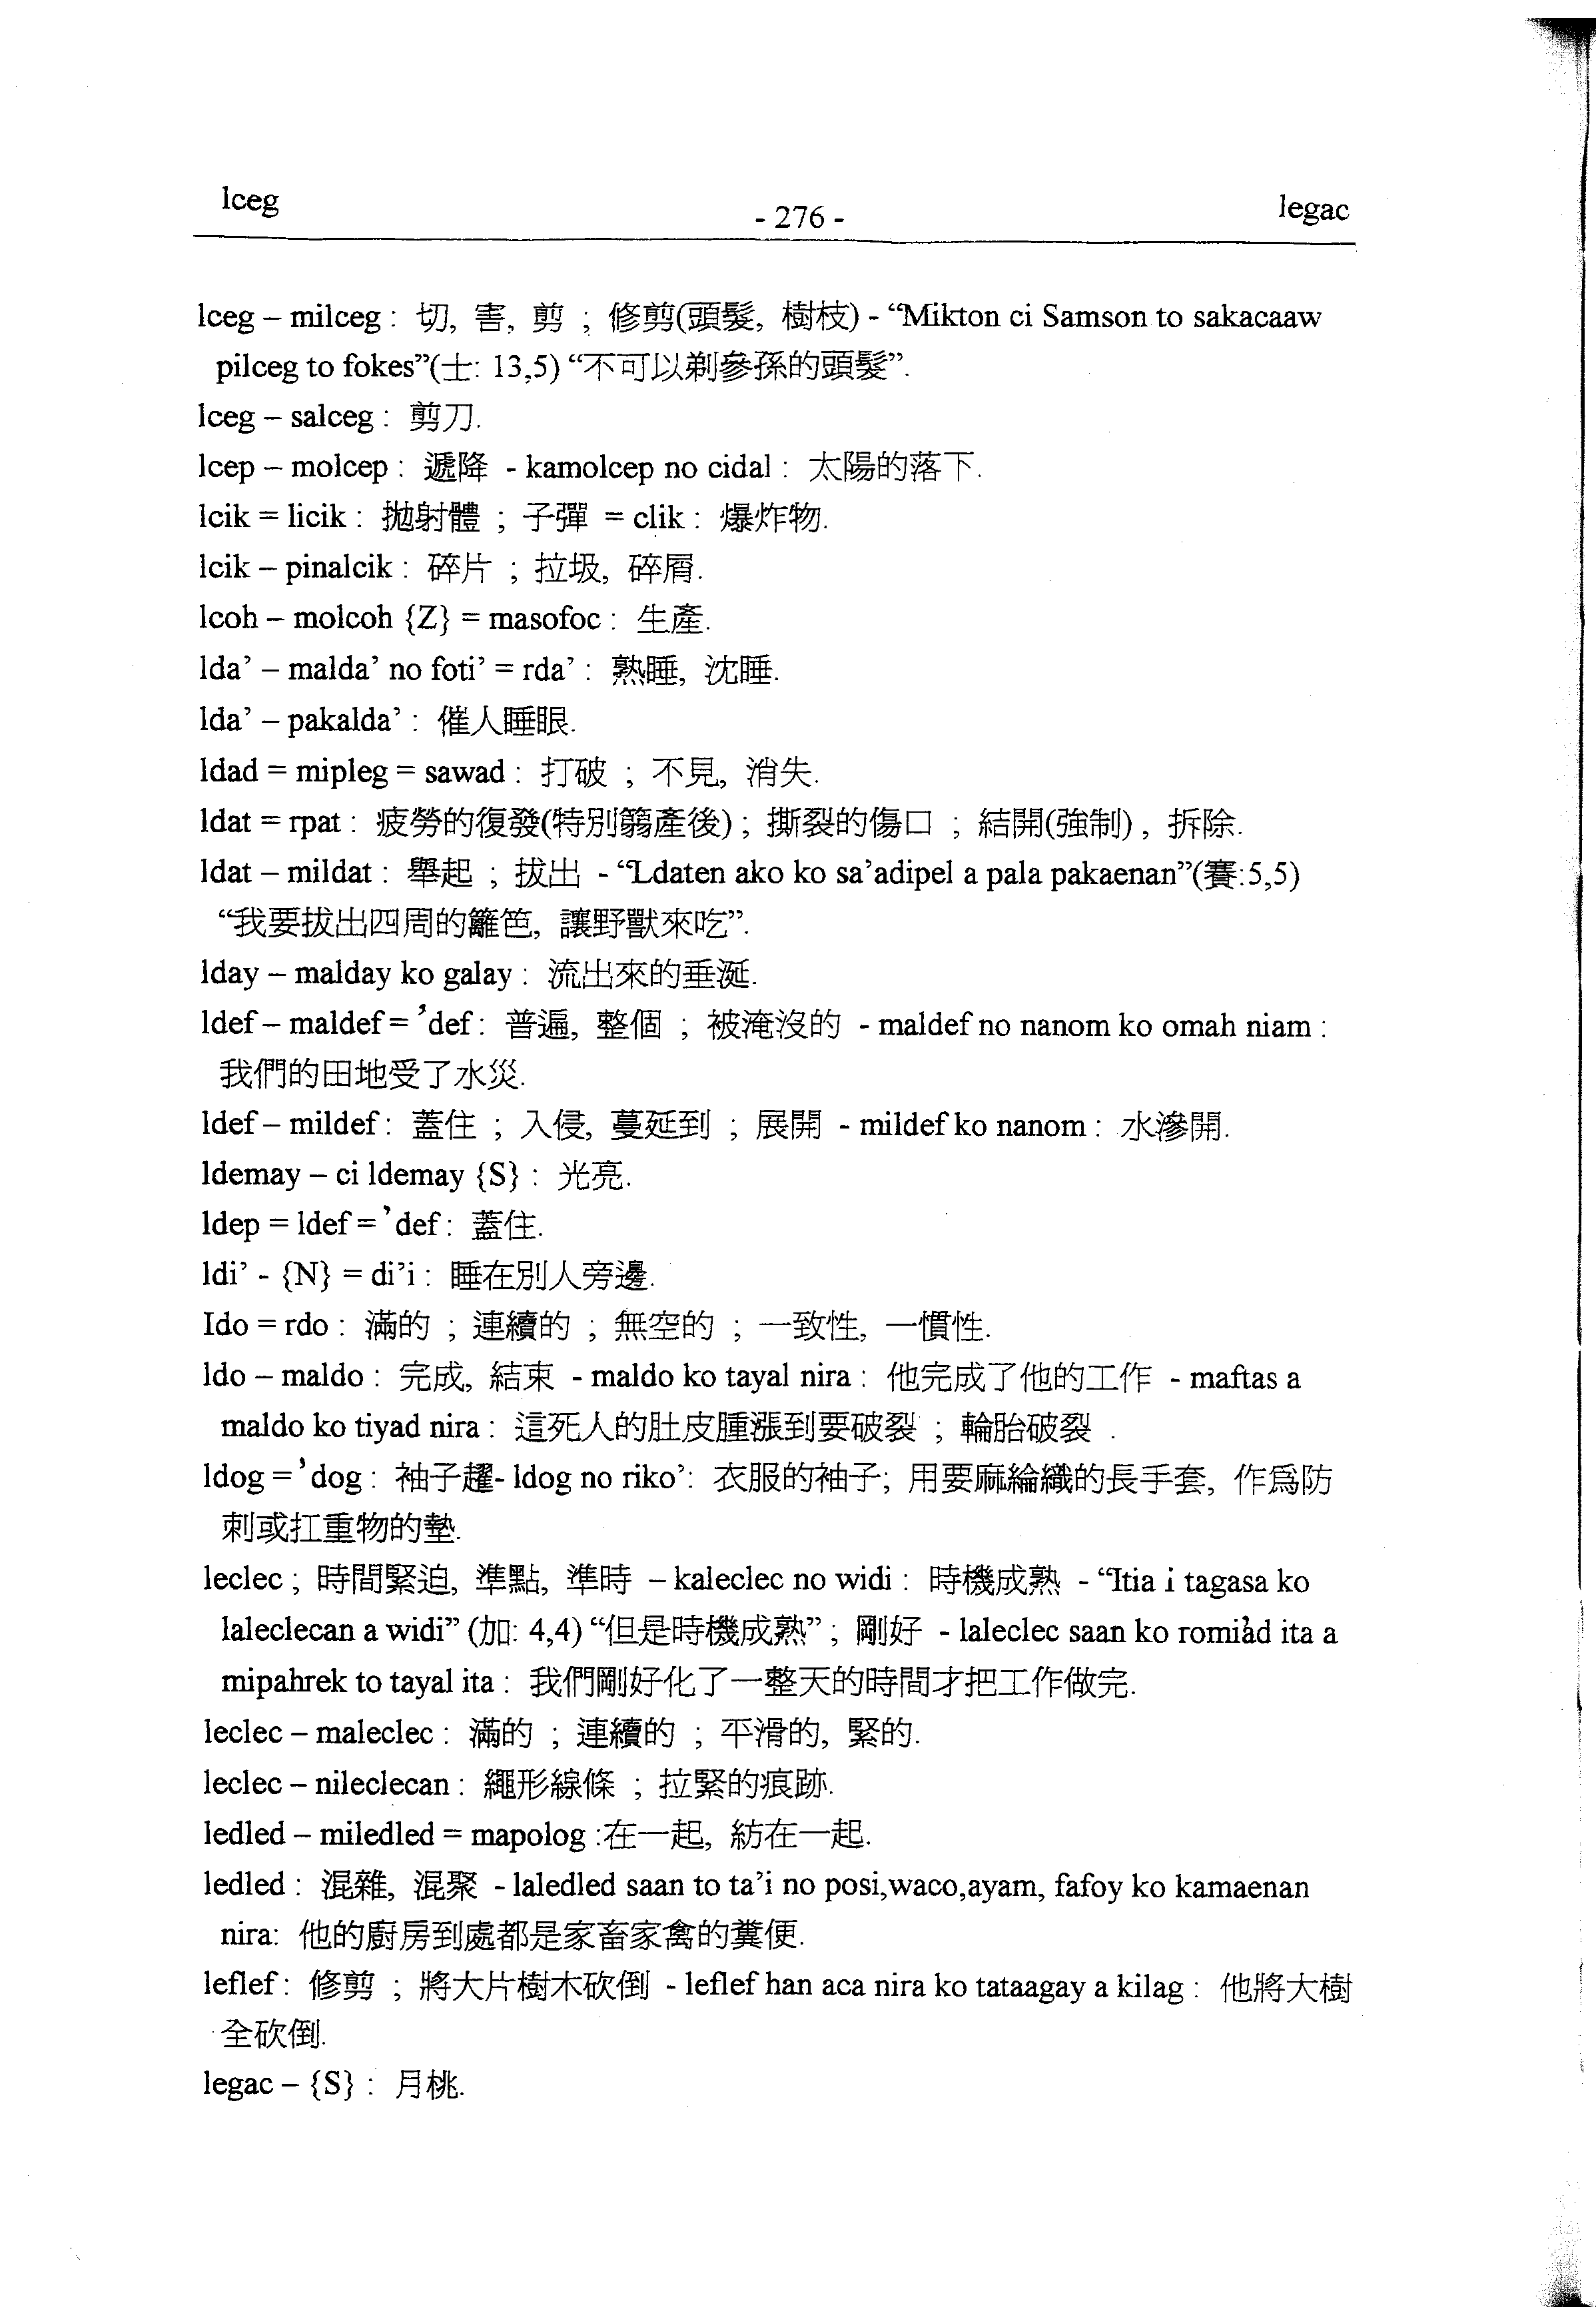 lceg
- 276 -
legac
lceg – milceg : 切, 害, 剪 ; 修剪(頭髮, 樹枝) - “Mikton ci Samson to sakacaaw
pilceg to fokes”(士: 13,5) “不可以剃參孫的頭髮”.
lceg – salceg : 剪刀.
lcep – molcep : 遞降 - kamolcep no cidal : 太陽的落下.
lcik = licik : 拋射體 ; 子彈 = clik : 爆炸物.
lcik – pinalcik : 碎片 ; 拉圾, 碎屑.
lcoh – molcoh {Z} = masofoc : 生產.
lda’ – malda’ no foti’ = rda’ : 熟睡, 沈睡.
lda’ – pakalda’ : 催人睡眼.
ldad = mipleg = sawad : 打破 ; 不見, 消失.
ldat = rpat : 疲勞的復發(特別籓產後) ; 撕裂的傷口 ; 結開(強制) , 拆除.
ldat – mildat : 舉起 ; 拔出 - “Ldaten ako ko sa’adipel a pala pakaenan”(賽:5,5)
“我要拔出四周的籬笆, 讓野獸來吃”.
lday – malday ko galay : 流出來的垂涎.
ldef – maldef = ’def : 普遍, 整個 ; 被淹沒的 - maldef no nanom ko omah niam :
我們的田地受了水災.
ldef – mildef : 蓋住 ; 入侵, 蔓延到 ; 展開 - mildef ko nanom : 水滲開.
ldemay – ci ldemay {S} : 光亮.
ldep = ldef = ’def : 蓋住.
ldi’ - {N} = di’i : 睡在別人旁邊.
Ido = rdo : 滿的 ; 連續的 ; 無空的 ; 一致性, 一慣性.
ldo – maldo : 完成, 結束 - maldo ko tayal nira : 他完成了他的工作 - maftas a
maldo ko tiyad nira : 這死人的肚皮腫漲到要破裂 ; 輪胎破裂 .
ldog = ’dog : 袖子趯- ldog no riko’: 衣服的袖子; 用要麻綸織的長手套, 作爲防
刺或扛重物的墊.
leclec ; 時間緊迫, 準點, 準時 – kaleclec no widi : 時機成熟 - “Itia i tagasa ko
laleclecan a widi” (加: 4,4) “但是時機成熟” ; 剛好 - laleclec saan ko romi’ad ita a
mipahrek to tayal ita : 我們剛好化了一整天的時間才把工作做完.
leclec – maleclec : 滿的 ; 連續的 ; 平滑的, 緊的.
leclec – nileclecan : 繩形線條 ; 拉緊的痕跡.
ledled – miledled = mapolog :在一起, 紡在一起.
ledled : 混雜, 混聚 - laledled saan to ta’i no posi,waco,ayam, fafoy ko kamaenan
nira: 他的廚房到處都是家畜家禽的糞便.
leflef : 修剪 ; 將大片樹木砍倒 - leflef han aca nira ko tataagay a kilag : 他將大樹
全砍倒.
legac – {S} : 月桃.